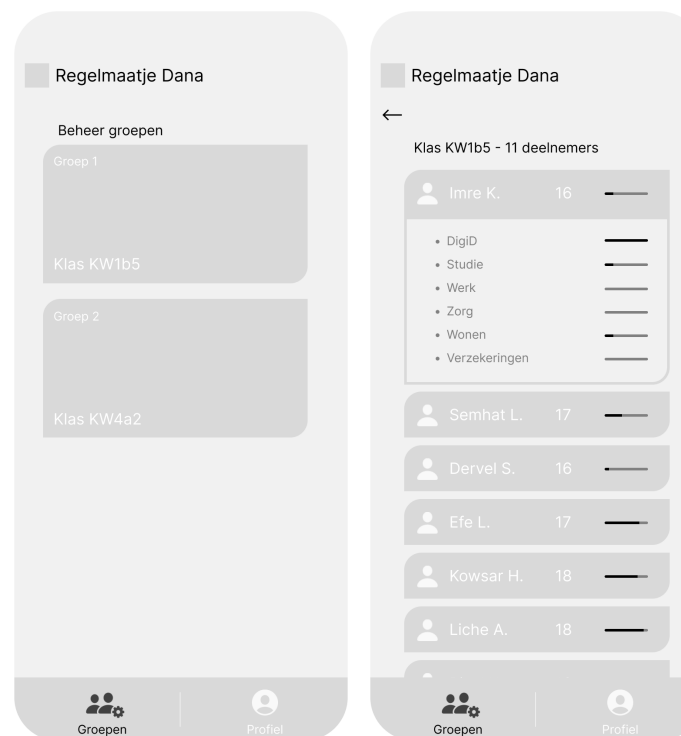 Regelmaatje Dana
Beheer groepen
Groep 1
Klas KW1b5
Groep 2
Klas KW4a2
Groepen
Profiel
Regelmaatje Dana
Klas KW1b5 - 11 deelnemers
Imre K. 16
DigiD
Studie
Werk
Zorg
Wonen
Verzekeringen
Semhat L. 17
Dervel S. 16
Efe L. 17
Kowsar H. 18
Liche A. 18
Groepen
Profiel